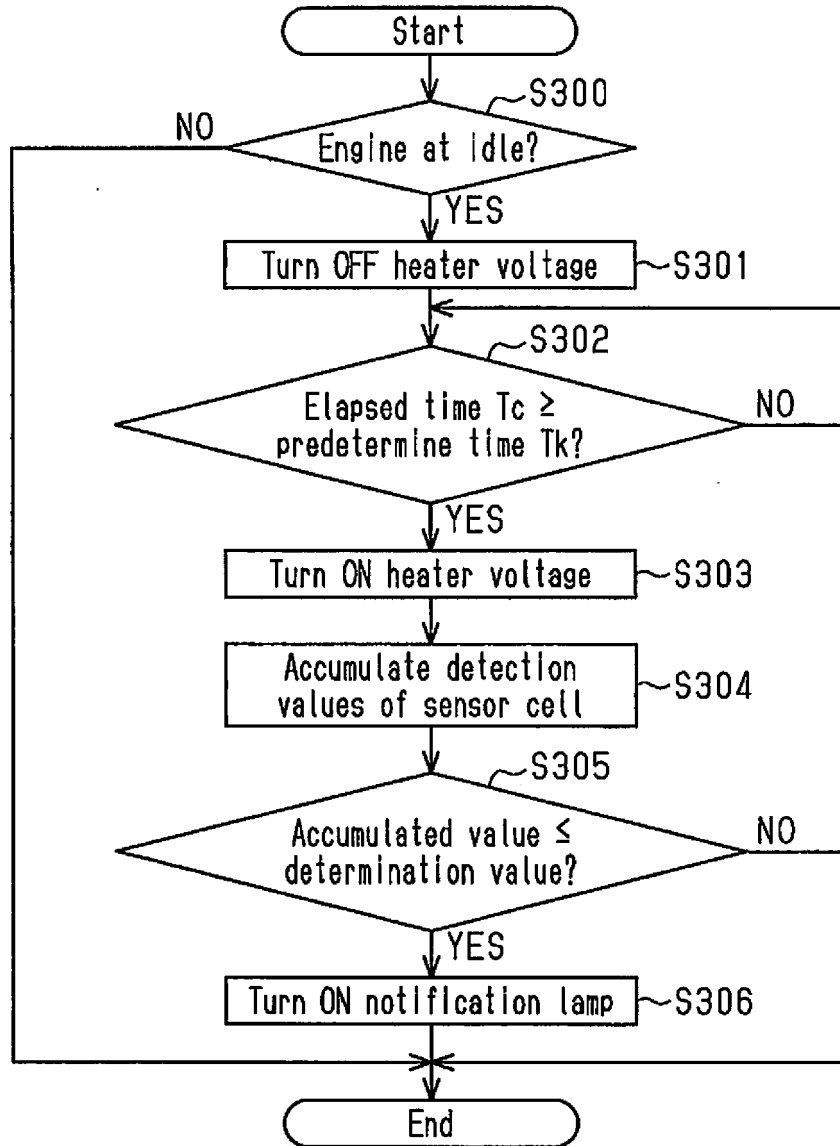 Start
S300
NO
Engine at idle?
YES
Turn OFF heater voltage
S301
S302
Elapsed time Tc ≥
predetermine time Tk?
NO
YES
Turn ON heater voltage
S303
Accumulate detection
values of sensor cell
S304
S305
Accumulated value ≤
determination value?
NO
YES
Turn ON notification lamp
S306
End